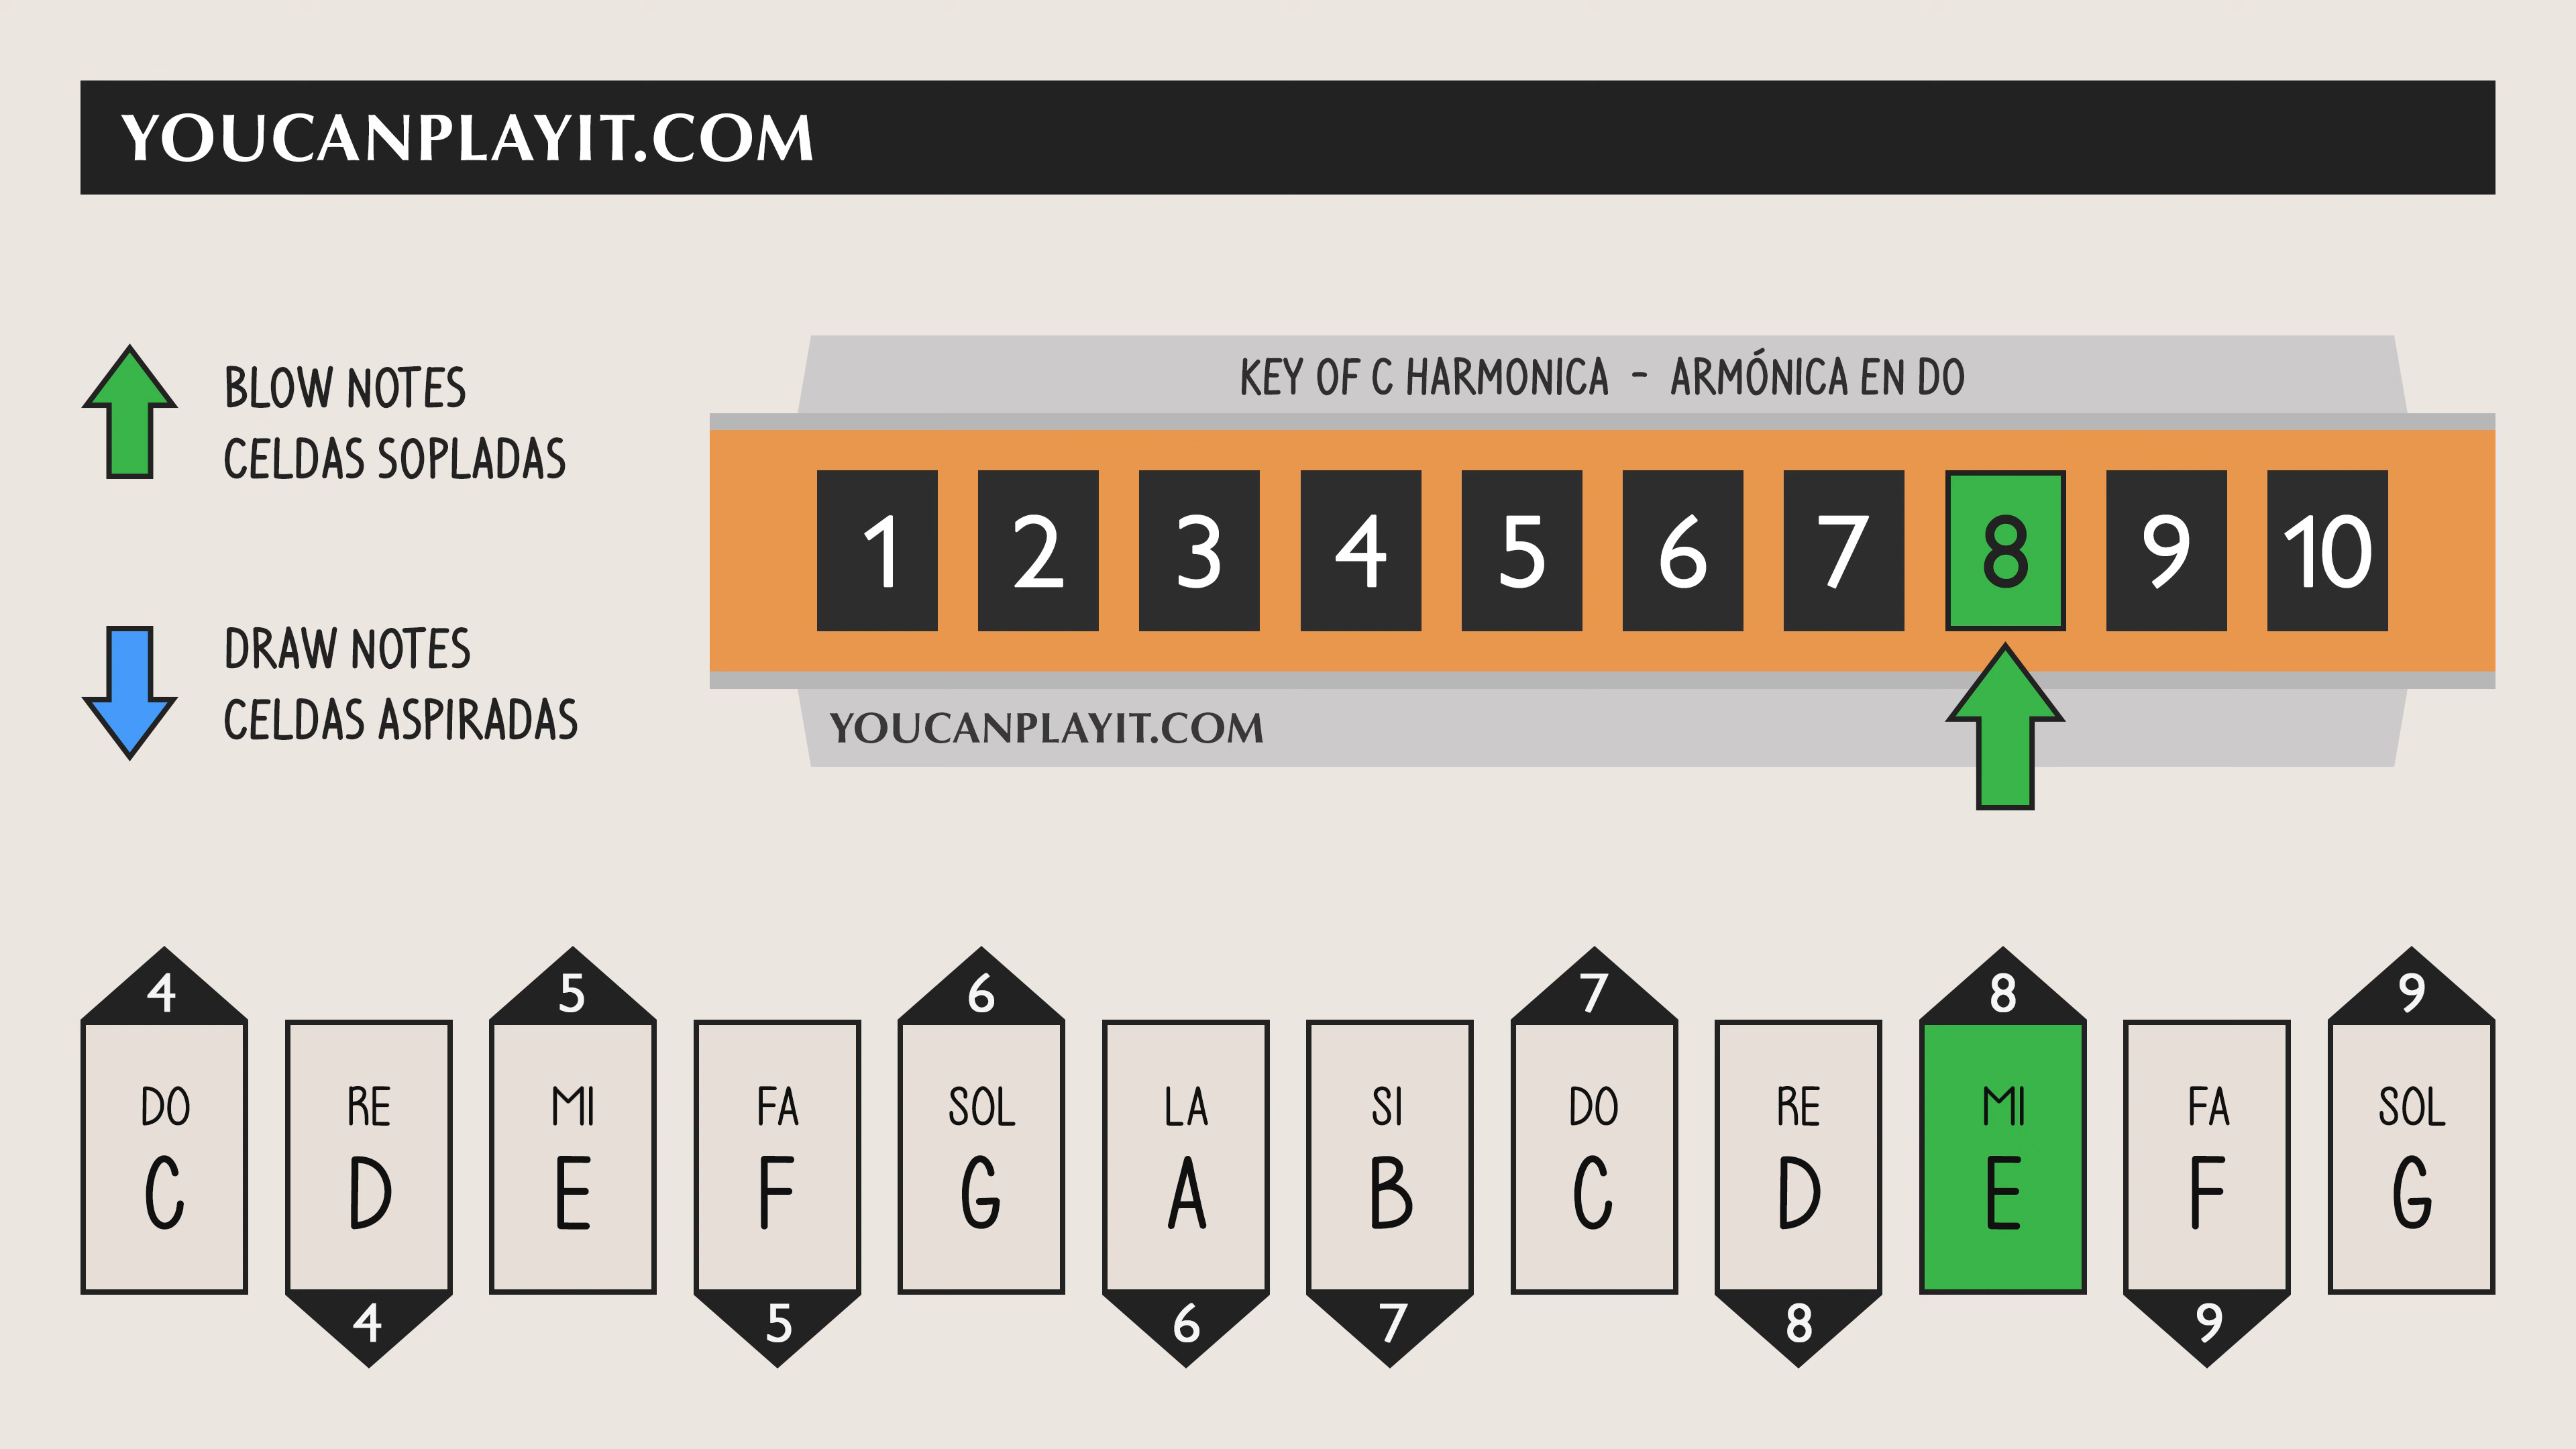 YOUCANPLAYIT.COM
BLOW NOTES
CELDAS SOPLADAS
DRAW NOTES
CELDAS ASPIRADAS
KEY OF C HARMONICA - ARMÓNICA EN DO
1 2 3 4 5 6 7 8 9 10
YOUCANPLAYIT.COM
4 5 6 7 8 9
DO RE MI FA SOL LA SI DO RE MI FA SOL
C D E F G A B C D E F G
4 5 6 7 8 9